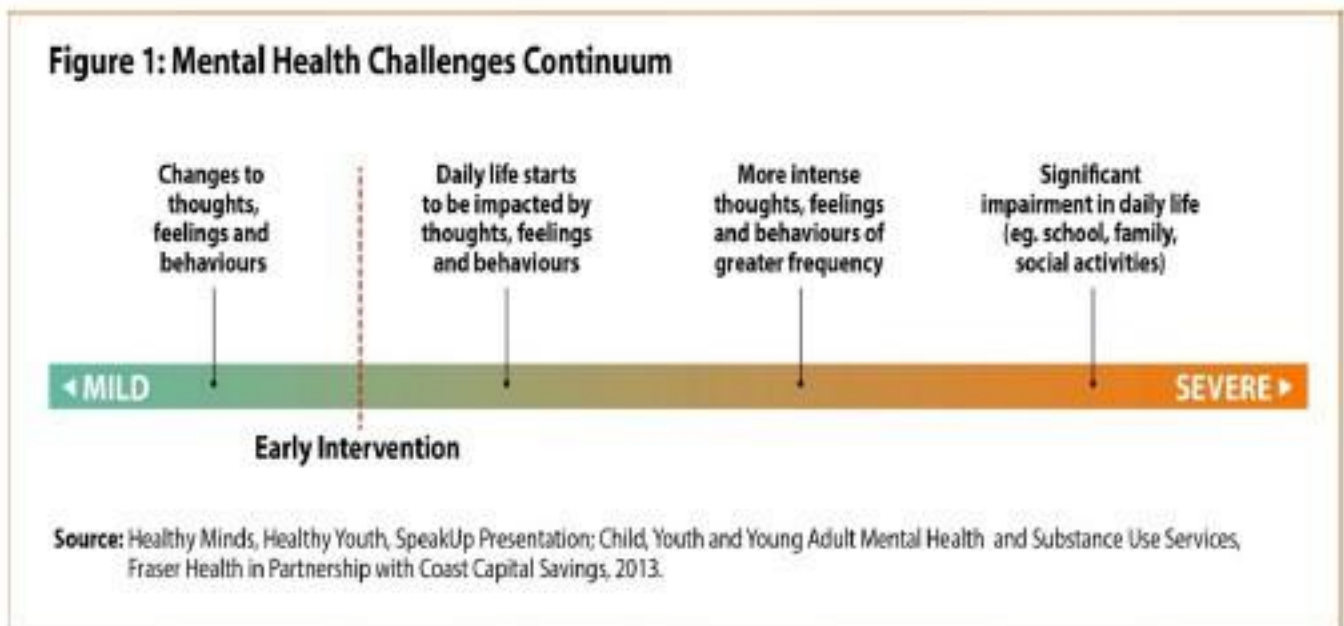 Figure 1: Mental Health Challenges Continuum
Changes to
thoughts,
feelings and
behaviours
Daily life starts
to be impacted by
thoughts, feelings
and behaviours
More intense
thoughts, feelings
and behaviours of
greater frequency
Significant
impairment in daily life
(eg. school, family,
social activities)
◄ MILD
SEVERE ►
Early Intervention
Source: Healthy Minds, Healthy Youth, SpeakUp Presentation; Child, Youth and Young Adult Mental Health and Substance Use Services,
Fraser Health in Partnership with Coast Capital Savings, 2013.